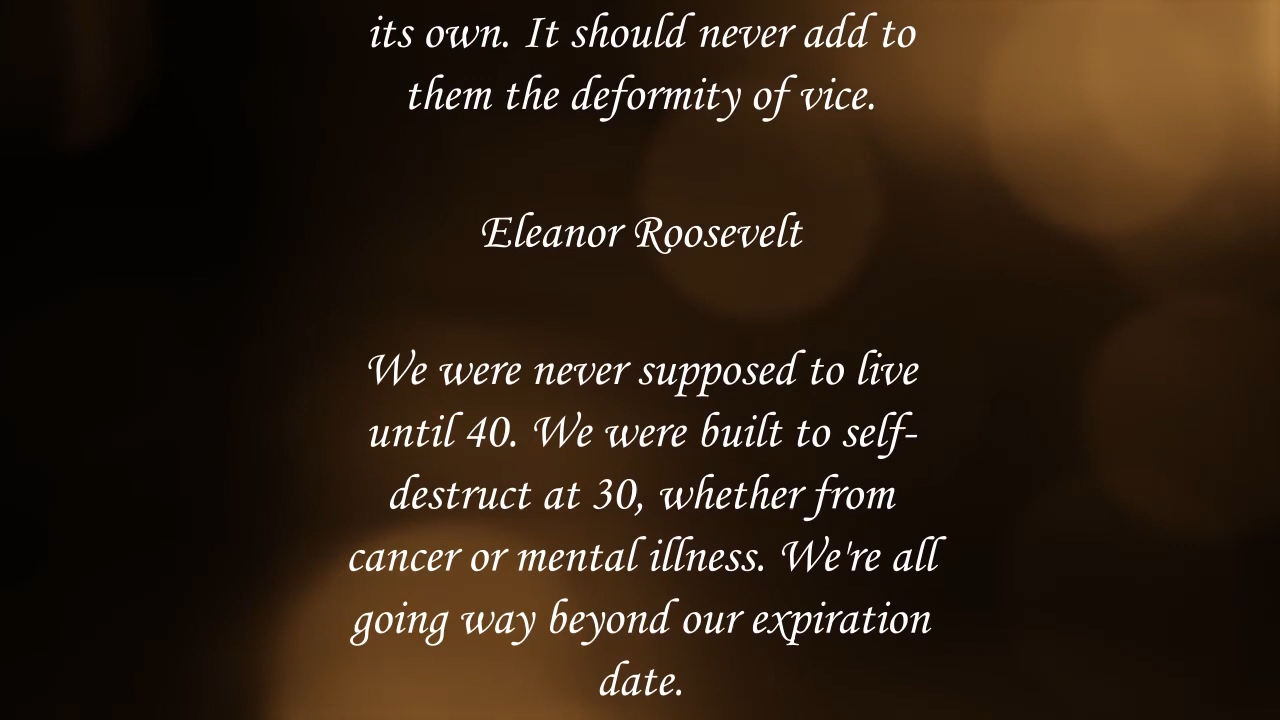 its own. It should never add to
them the deformity of vice.
Eleanor Roosevelt
We were never supposed to live
until 40. We were built to self-
destruct at 30, whether from
cancer or mental illness. We're all
going way beyond our expiration
date.